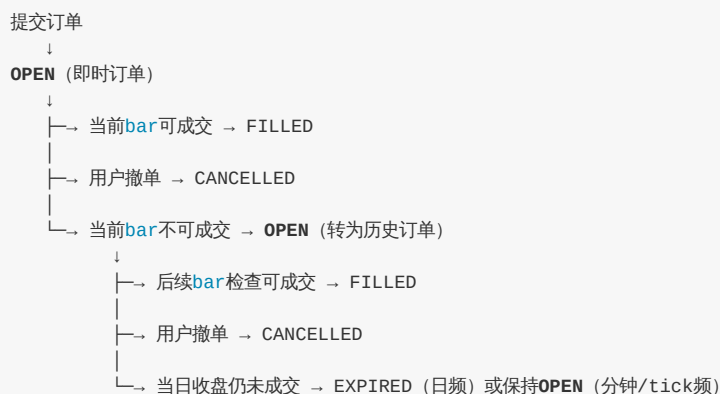 提交订单
↓
OPEN（即时订单）
↓
├─→ 当前bar可成交 → FILLED
│
├─→ 用户撤单 → CANCELLED
│
└─→ 当前bar不可成交 → OPEN（转为历史订单）
↓
├─→ 后续bar检查可成交 → FILLED
│
├─→ 用户撤单 → CANCELLED
│
└─→ 当日收盘仍未成交 → EXPIRED（日频）或保持OPEN（分钟/tick频）